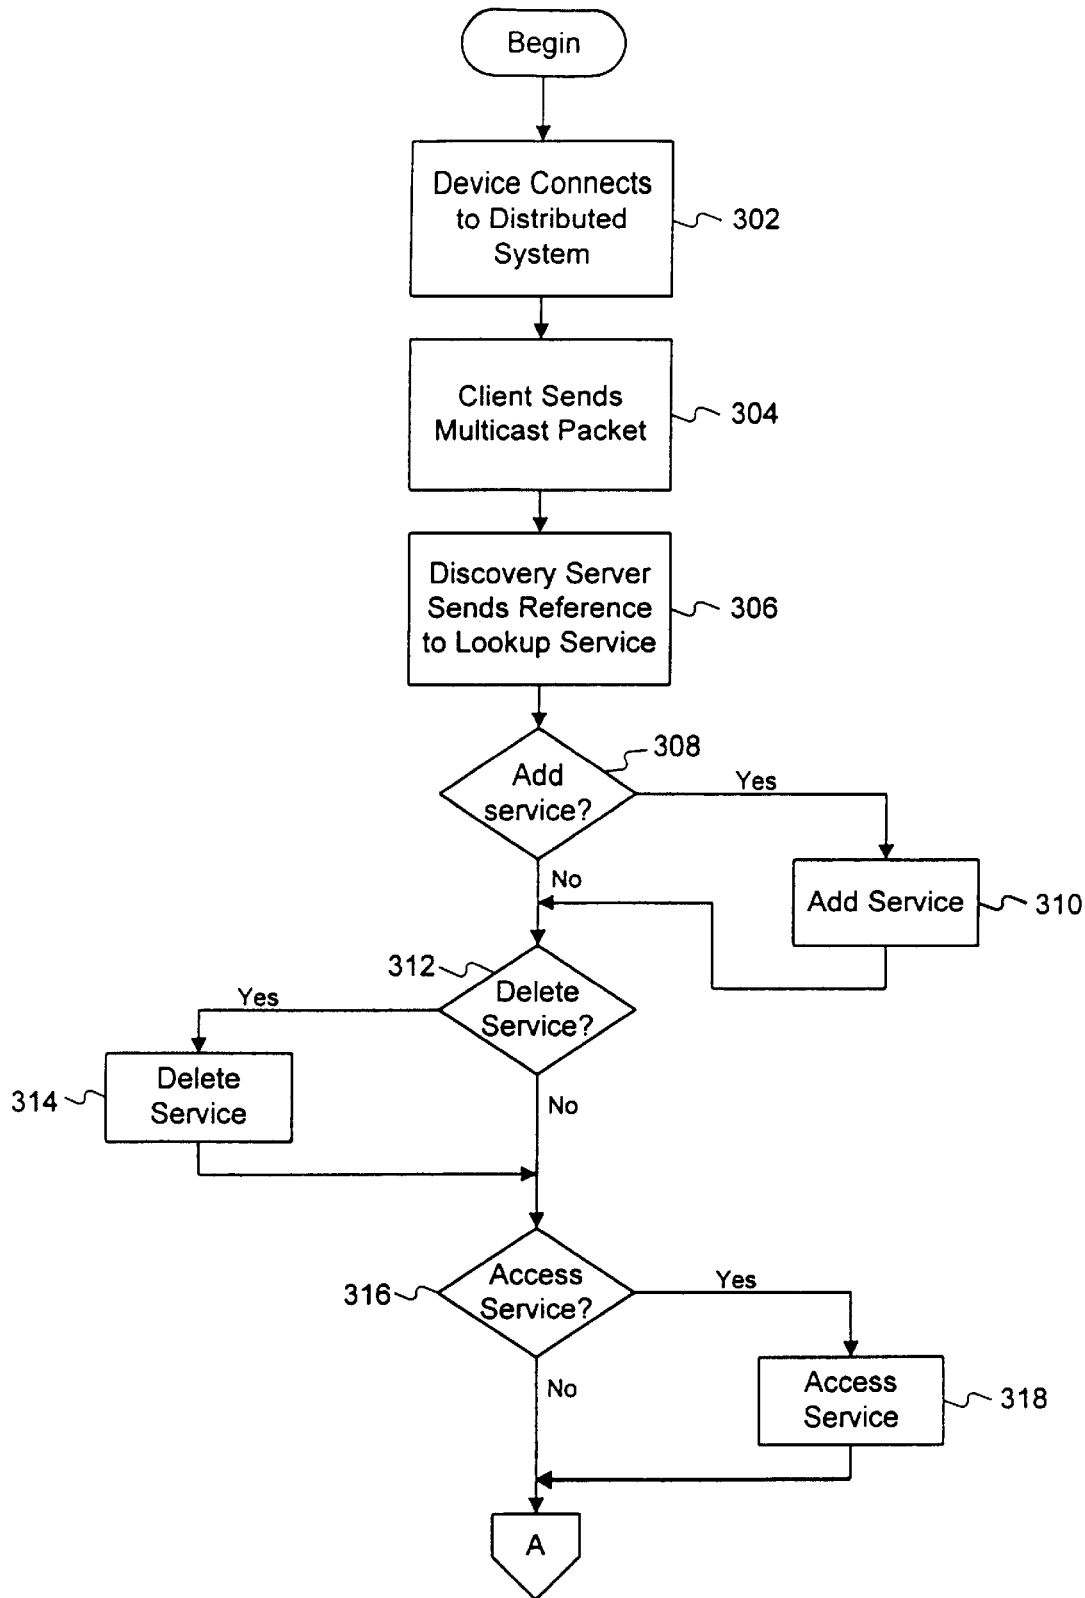 Begin
Device Connects
to Distributed
System
302
Client Sends
Multicast Packet
304
Discovery Server
Sends Reference
to Lookup Service
306
308
Add
service?
Yes
No
Add Service
310
312
Delete
Service?
Yes
No
Delete
Service
314
316
Access
Service?
Yes
No
Access
Service
318
A